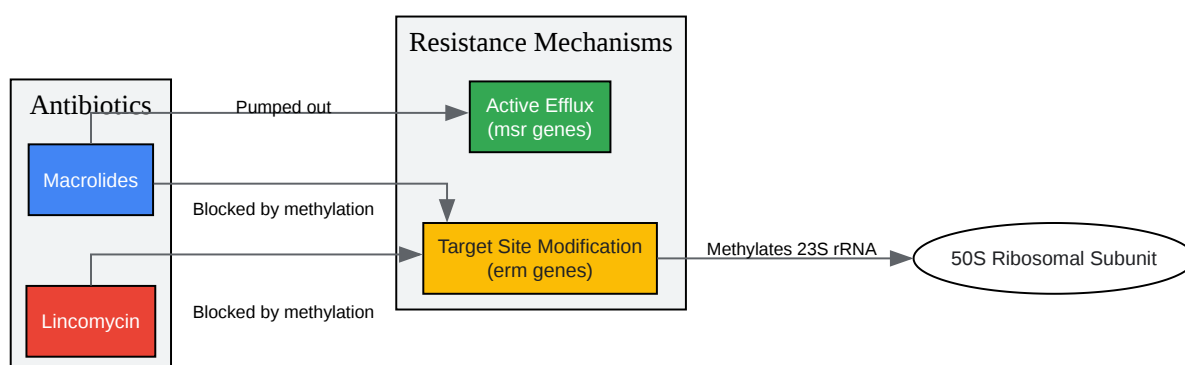 Resistance Mechanisms
Antibiotics
Pumped out
Active Efflux
(msr genes)
Macrolides
Blocked by methylation
Target Site Modification
(erm genes)
Methylates 23S rRNA
50S Ribosomal Subunit
Lincomycin
Blocked by methylation